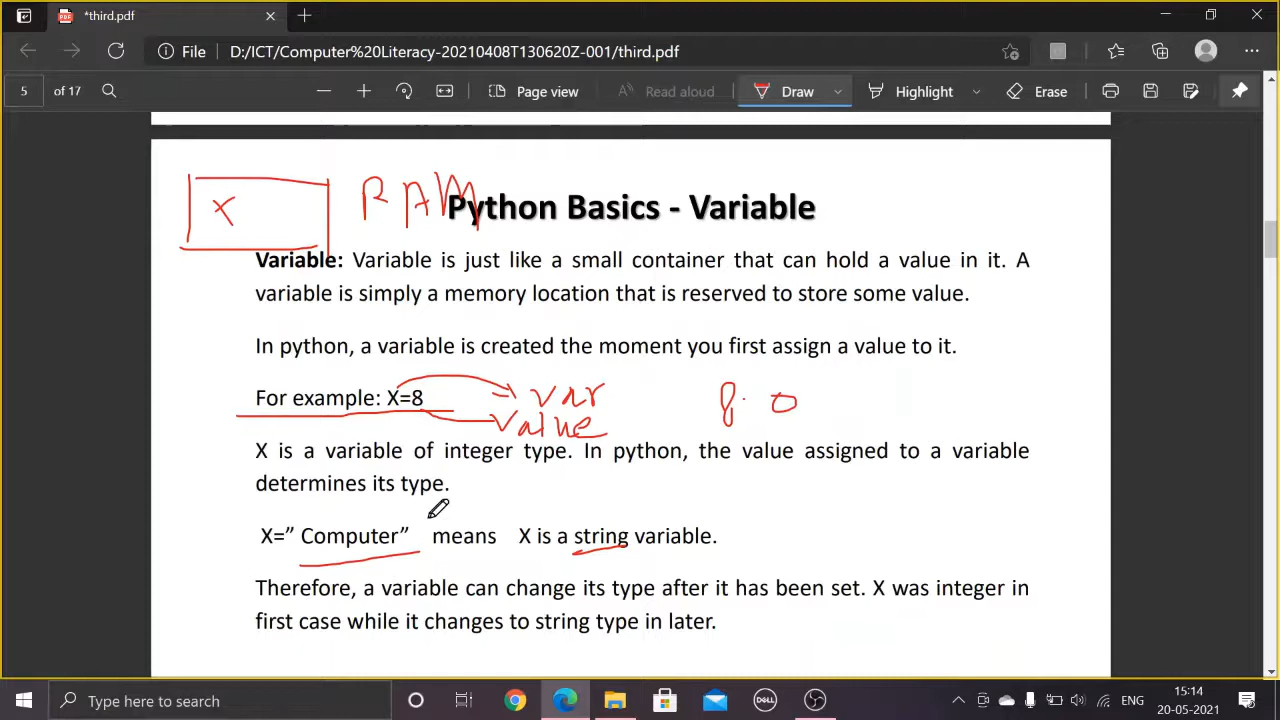 *third.pdf
File
D:/ICT/Computer%20Literacy-20210408T130620Z-001/third.pdf
5 of 17
Page view
Read aloud
Draw
Highlight
Erase
X
RAM
Python Basics - Variable
Variable: Variable is just like a small container that can hold a value in it. A
variable is simply a memory location that is reserved to store some value.
In python, a variable is created the moment you first assign a value to it.
For example: X=8
var
8.0
value
X is a variable of integer type. In python, the value assigned to a variable
determines its type.
X=” Computer” means X is a string variable.
Therefore, a variable can change its type after it has been set. X was integer in
first case while it changes to string type in later.
Type here to search
DELL
ENG
15:14
20-05-2021